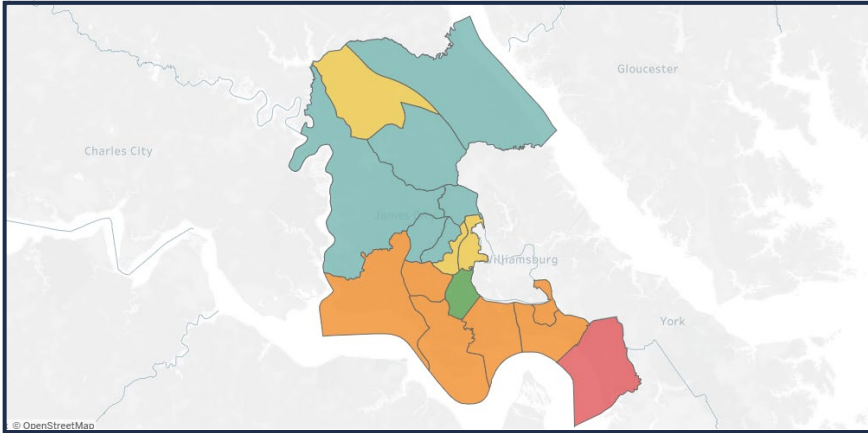 Gloucester
Charles City
James C
Williamsburg
York
© OpenStreetMap